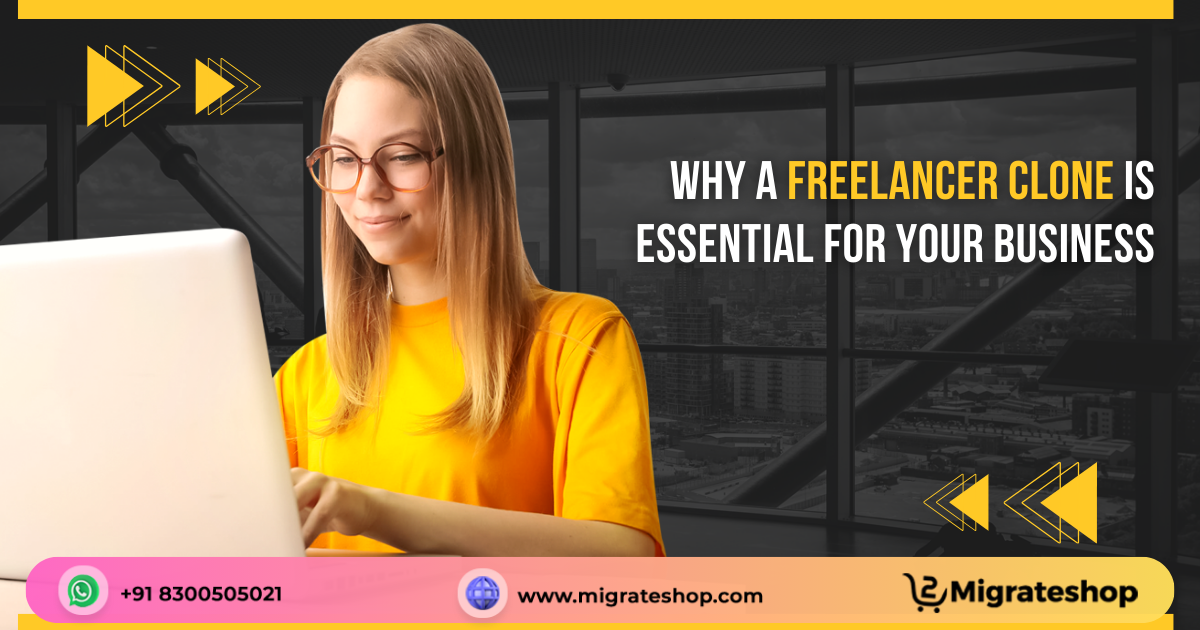 WHY A FREELANCER CLONE IS
ESSENTIAL FOR YOUR BUSINESS
+91 8300505021
www.migrateshop.com
Migrateshop